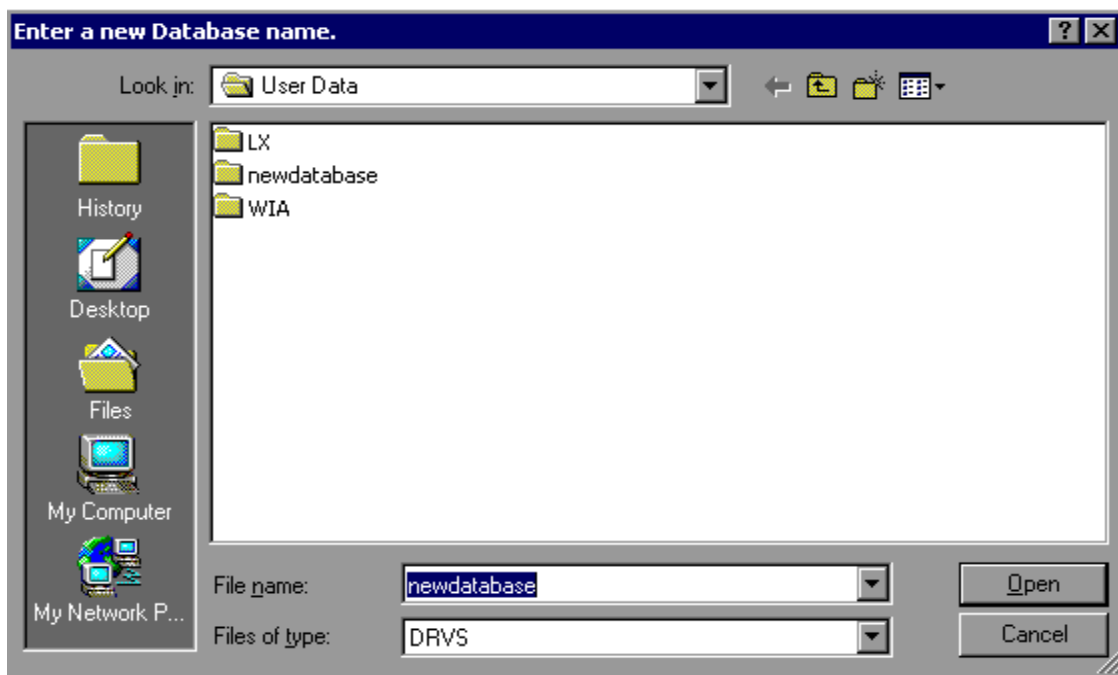 Enter a new Database name.
Look in: User Data
LX
newdatabase
WIA
History
Desktop
Files
My Computer
My Network P...
File name: newdatabase Open
Files of type: DRVS Cancel